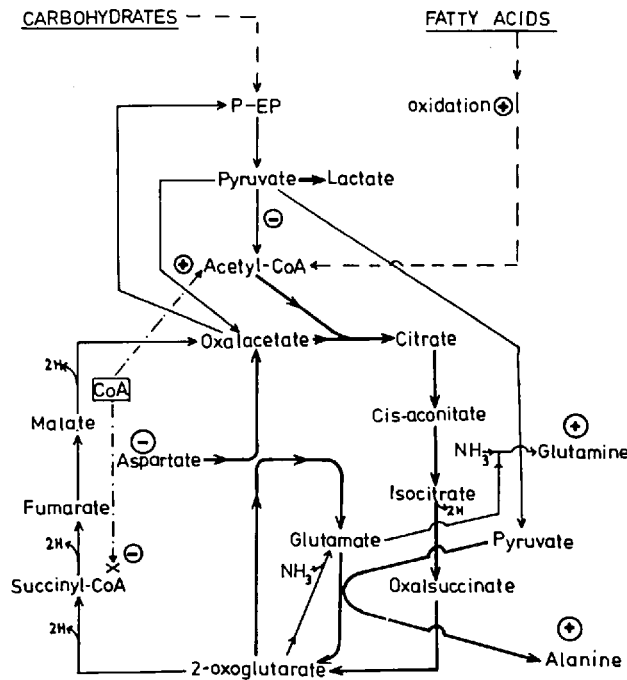 CARBOHYDRATES FATTY ACIDS
P-EP oxidation ⊕
Pyruvate Lactate
⊖
⊕ Acetyl-CoA
Oxalacetate Citrate
2H
CoA
Malate Cis-aconitate
⊖ ⊕
Aspartate NH3 Glutamine
Isocitrate
2H
Fumarate
Glutamate Pyruvate
2H ⊖
NH3
Succinyl-CoA x Oxalsuccinate
2H ⊕
2-oxoglutarate Alanine